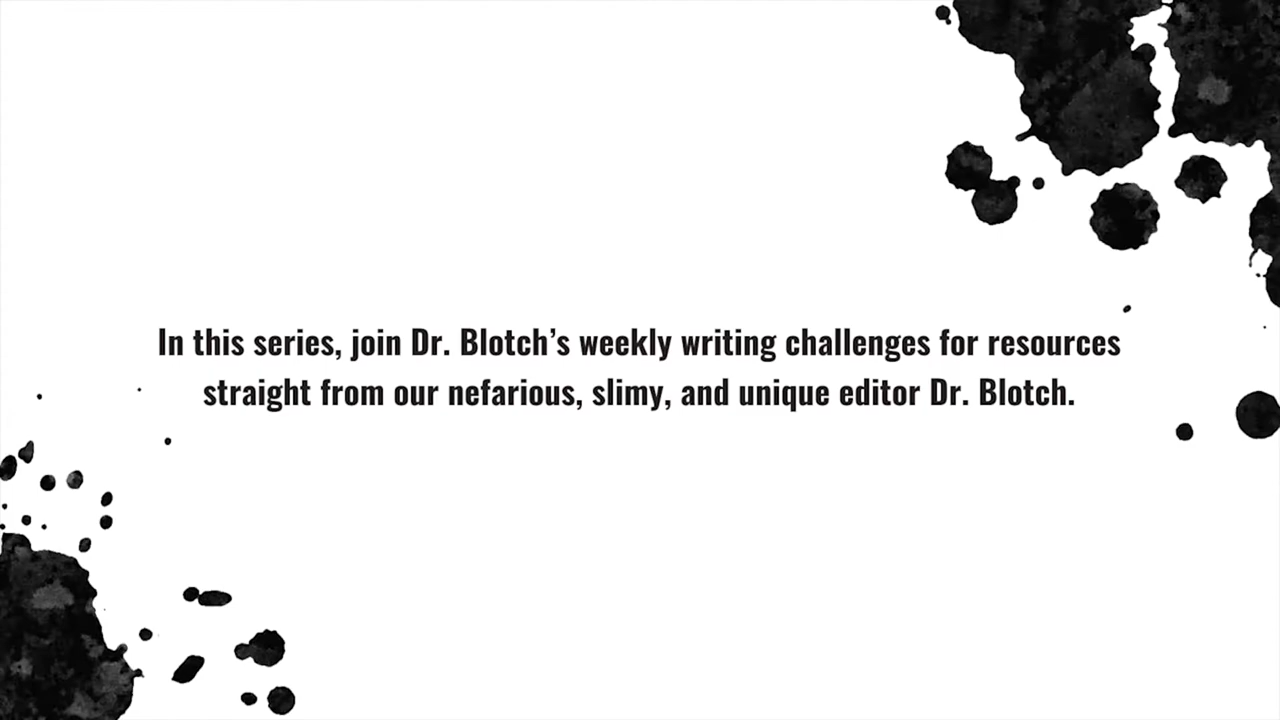 In this series, join Dr. Blotch’s weekly writing challenges for resources
straight from our nefarious, slimy, and unique editor Dr. Blotch.